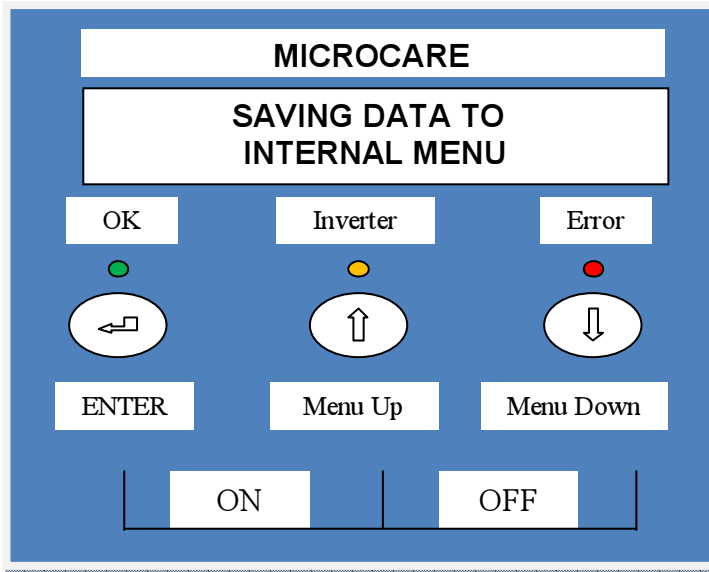 MICROCARE
SAVING DATA TO
INTERNAL MENU
OK Inverter Error
ENTER Menu Up Menu Down
ON OFF